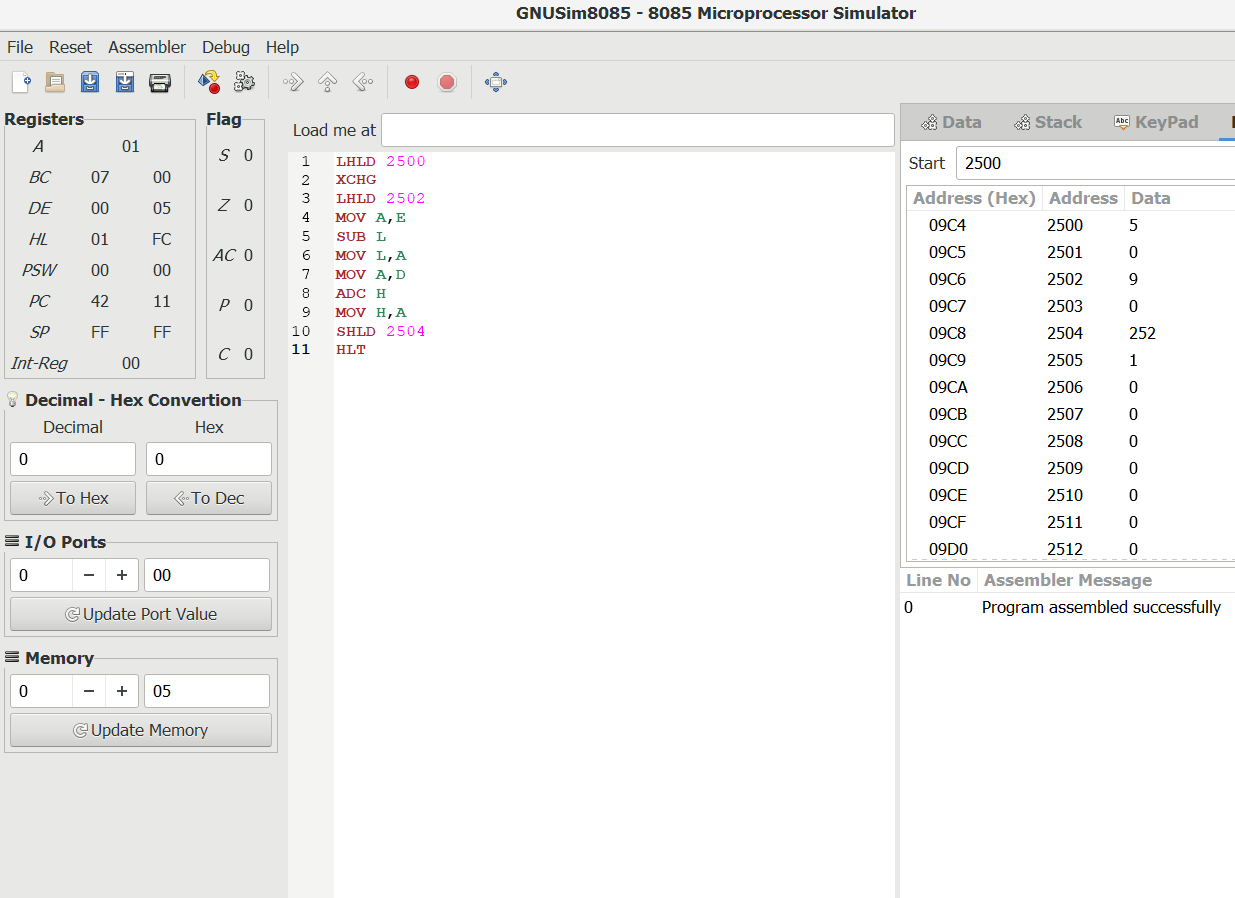 GNUSim8085 - 8085 Microprocessor Simulator
File Reset Assembler Debug Help
Registers
A 01
BC 07 00
DE 00 05
HL 01 FC
PSW 00 00
PC 42 11
SP FF FF
Int-Reg 00
Flag
S 0
Z 0
AC 0
P 0
C 0
Decimal - Hex Convertion
Decimal Hex
0 0
To Hex To Dec
I/O Ports
0 − + 00
Update Port Value
Memory
0 − + 05
Update Memory
Load me at
1 LHLD 2500
2 XCHG
3 LHLD 2502
4 MOV A,E
5 SUB L
6 MOV L,A
7 MOV A,D
8 ADC H
9 MOV H,A
10 SHLD 2504
11 HLT
Data Stack Abc KeyPad
Start 2500
Address (Hex) Address Data
09C4 2500 5
09C5 2501 0
09C6 2502 9
09C7 2503 0
09C8 2504 252
09C9 2505 1
09CA 2506 0
09CB 2507 0
09CC 2508 0
09CD 2509 0
09CE 2510 0
09CF 2511 0
09D0 2512 0
Line No Assembler Message
0 Program assembled successfully